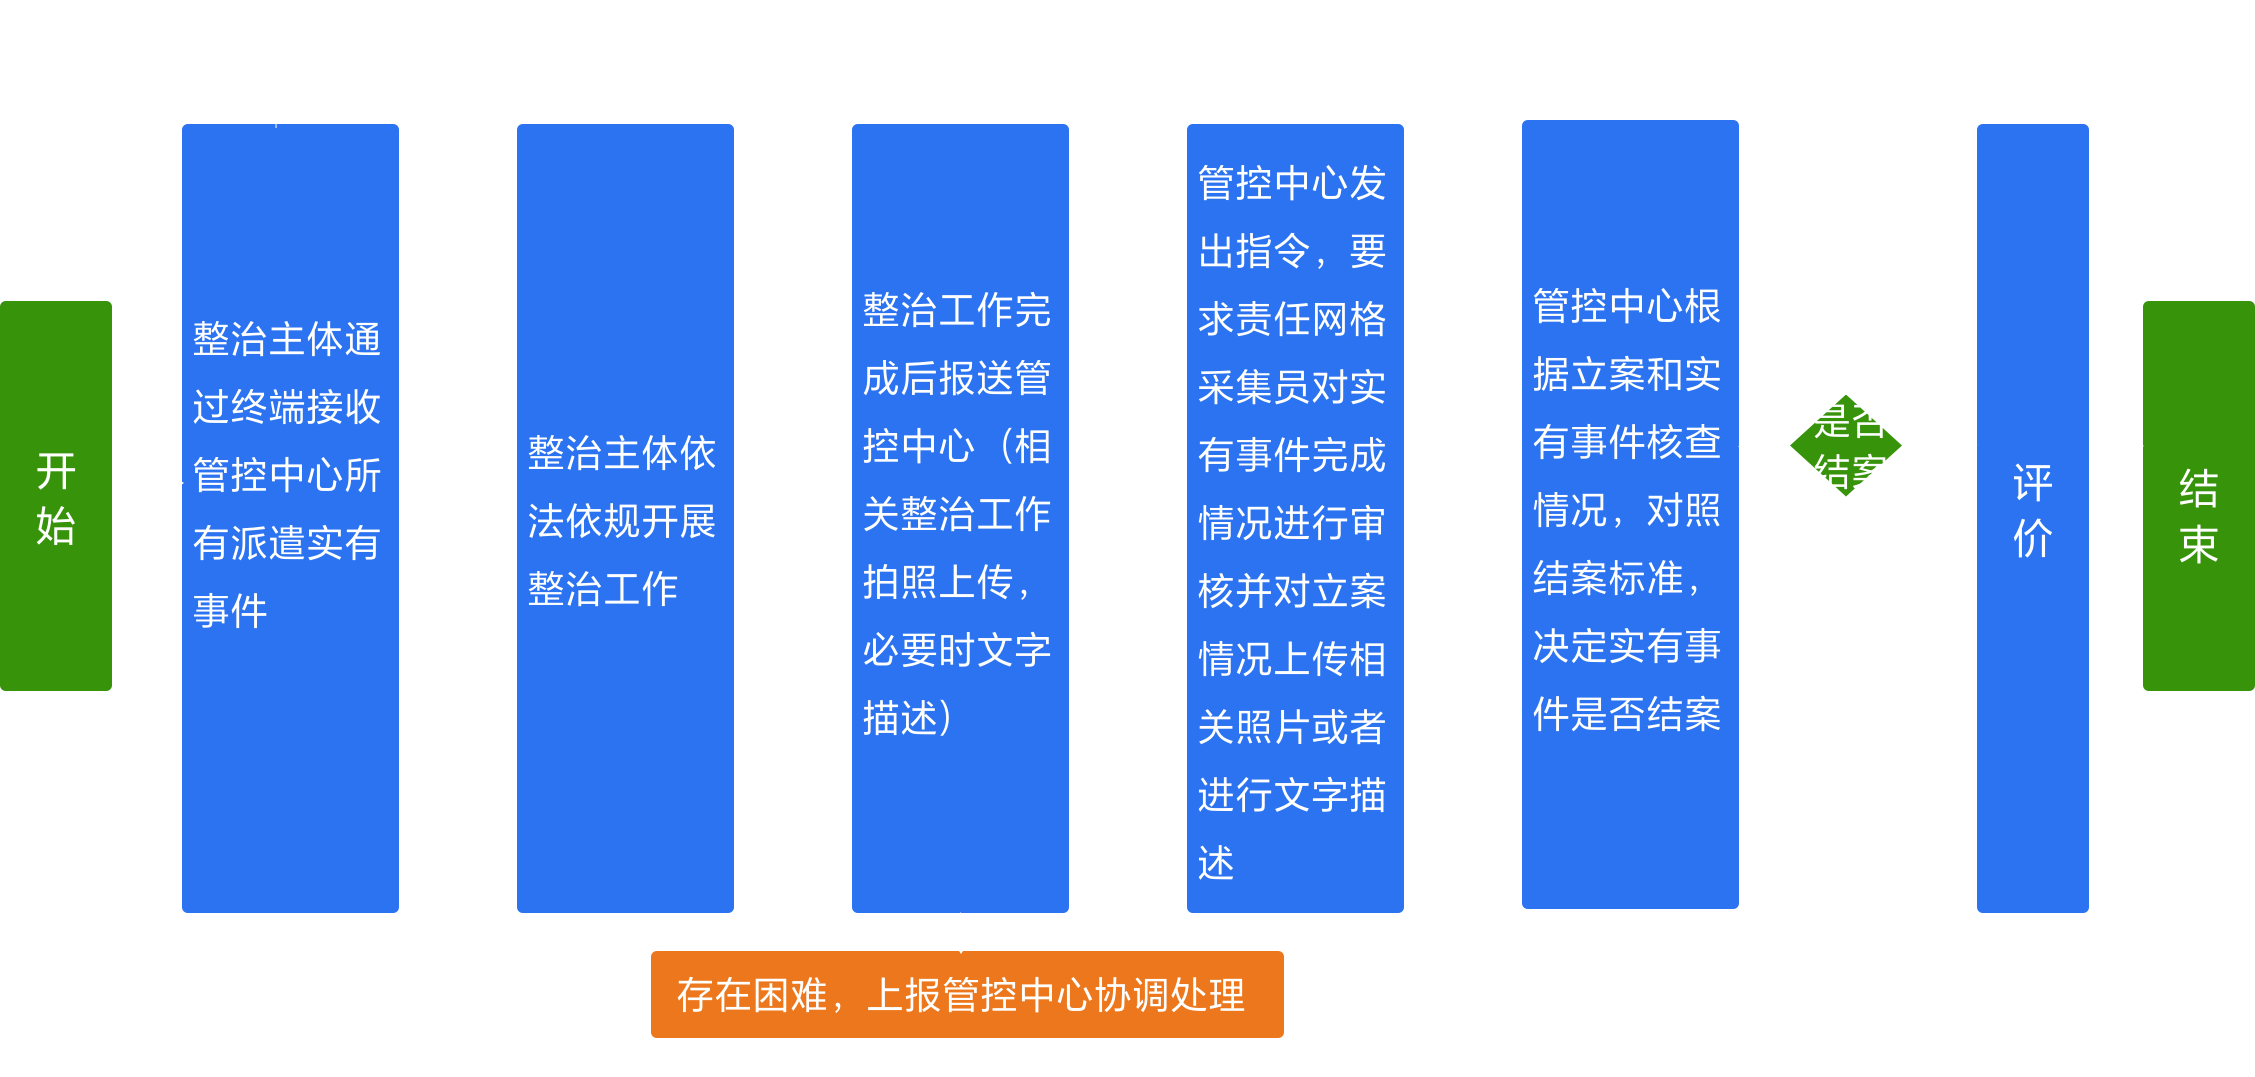 开
始
整治主体通
过终端接收
管控中心所
有派遣实有
事件
整治主体依
法依规开展
整治工作
整治工作完
成后报送管
控中心（相
关整治工作
拍照上传，
必要时文字
描述）
管控中心发
出指令，要
求责任网格
采集员对实
有事件完成
情况进行审
核并对立案
情况上传相
关照片或者
进行文字描
述
管控中心根
据立案和实
有事件核查
情况，对照
结案标准，
决定实有事
件是否结案
是否
结案
评
价
结
束
存在困难，上报管控中心协调处理